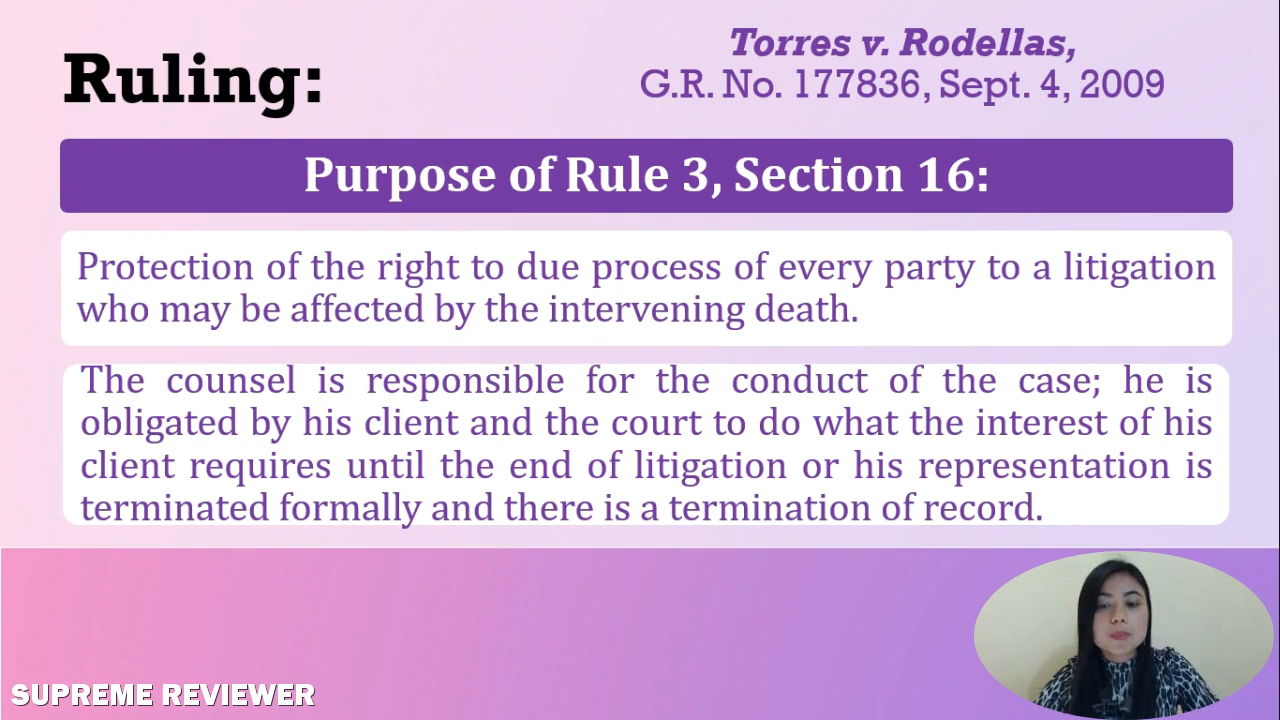 Ruling:
Torres v. Rodellas,
G.R. No. 177836, Sept. 4, 2009
Purpose of Rule 3, Section 16:
Protection of the right to due process of every party to a litigation
who may be affected by the intervening death.
The counsel is responsible for the conduct of the case; he is
obligated by his client and the court to do what the interest of his
client requires until the end of litigation or his representation is
terminated formally and there is a termination of record.
SUPREME REVIEWER